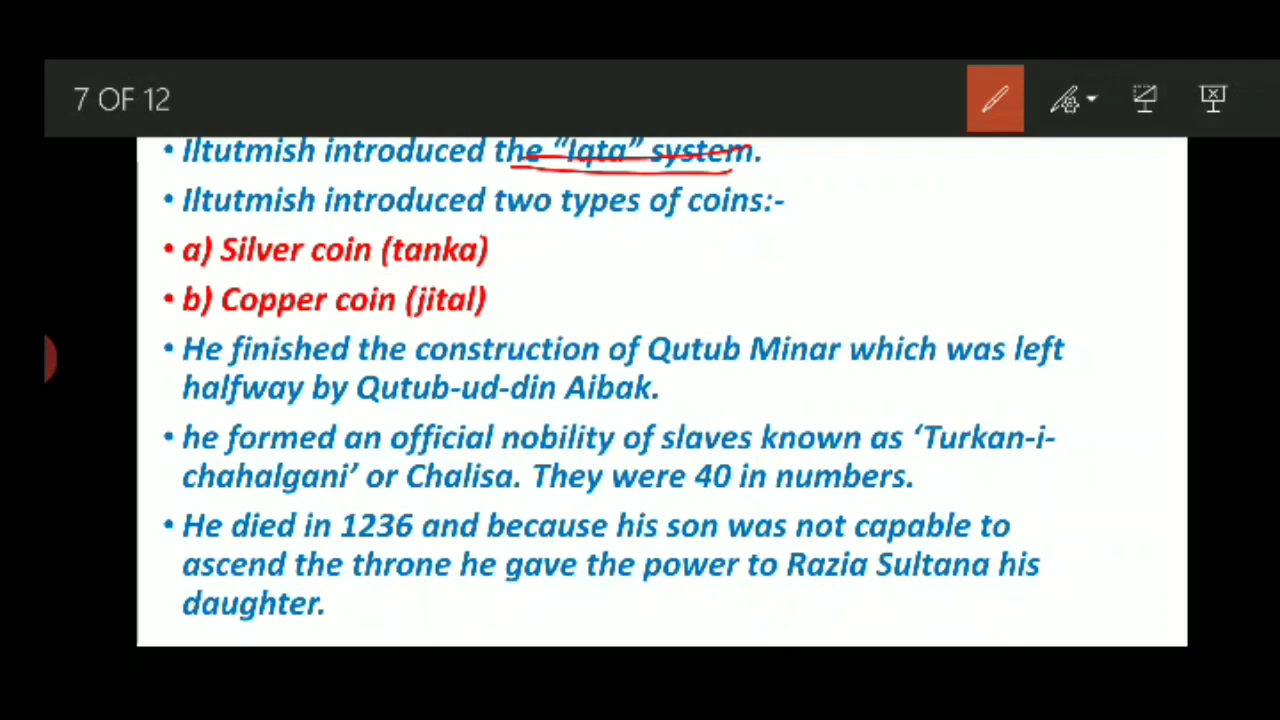 7 OF 12
• Iltutmish introduced the “Iqta” system.
• Iltutmish introduced two types of coins:-
• a) Silver coin (tanka)
• b) Copper coin (jital)
• He finished the construction of Qutub Minar which was left
halfway by Qutub-ud-din Aibak.
• he formed an official nobility of slaves known as ‘Turkan-i-
chahalgani’ or Chalisa. They were 40 in numbers.
• He died in 1236 and because his son was not capable to
ascend the throne he gave the power to Razia Sultana his
daughter.